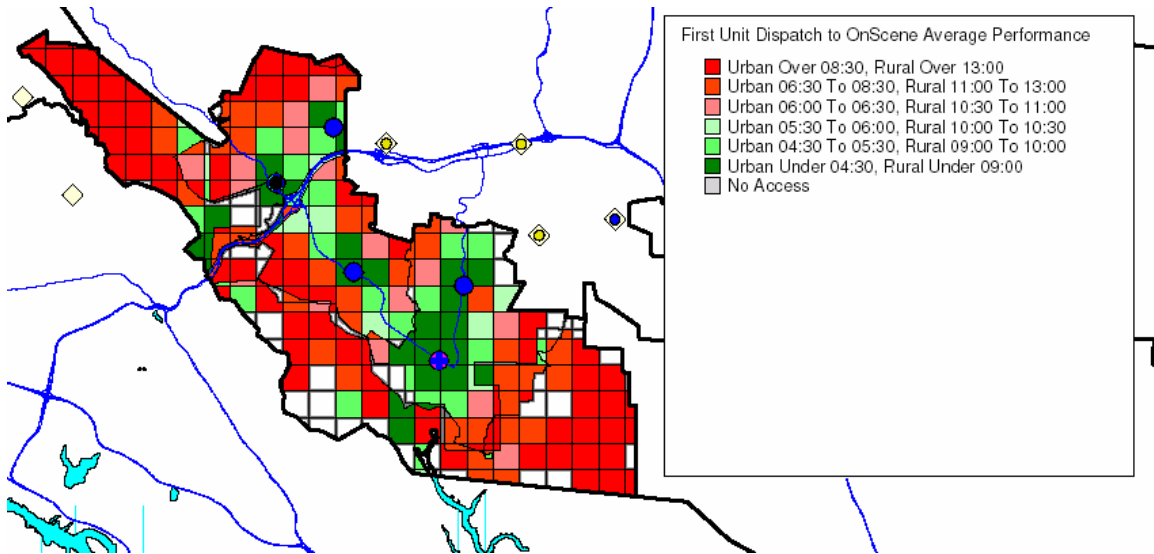 First Unit Dispatch to OnScene Average Performance
Urban Over 08:30, Rural Over 13:00
Urban 06:30 To 08:30, Rural 11:00 To 13:00
Urban 06:00 To 06:30, Rural 10:30 To 11:00
Urban 05:30 To 06:00, Rural 10:00 To 10:30
Urban 04:30 To 05:30, Rural 09:00 To 10:00
Urban Under 04:30, Rural Under 09:00
No Access